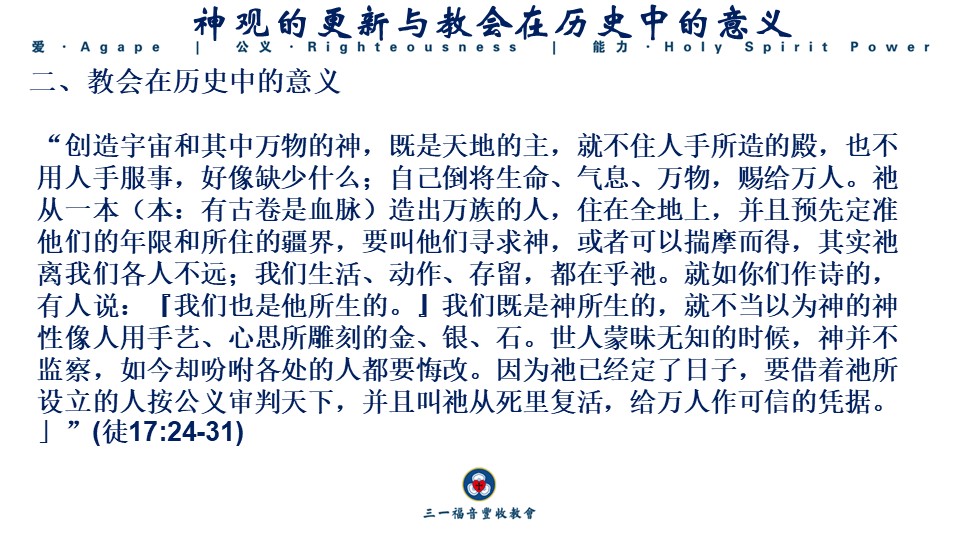 神观的更新与教会在历史中的意义
爱·Agape | 公义·Righteousness | 能力·Holy Spirit Power
二、教会在历史中的意义
“创造宇宙和其中万物的神，既是天地的主，就不住人手所造的殿，也不
用人手服事，好像缺少什么；自己倒将生命、气息、万物，赐给万人。祂
从一本（本：有古卷是血脉）造出万族的人，住在全地上，并且预先定准
他们的年限和所住的疆界，要叫他们寻求神，或者可以揣摩而得，其实祂
离我们各人不远；我们生活、动作、存留，都在乎祂。就如你们作诗的，
有人说：『我们也是他所生的。』我们既是神所生的，就不当以为神的神
性像人用手艺、心思所雕刻的金、银、石。世人蒙昧无知的时候，神并不
监察，如今却吩咐各处的人都要悔改。因为祂已经定了日子，要借着祂所
设立的人按公义审判天下，并且叫祂从死里复活，给万人作可信的凭据。
」”(徒17:24-31)
三一福音豐收教會